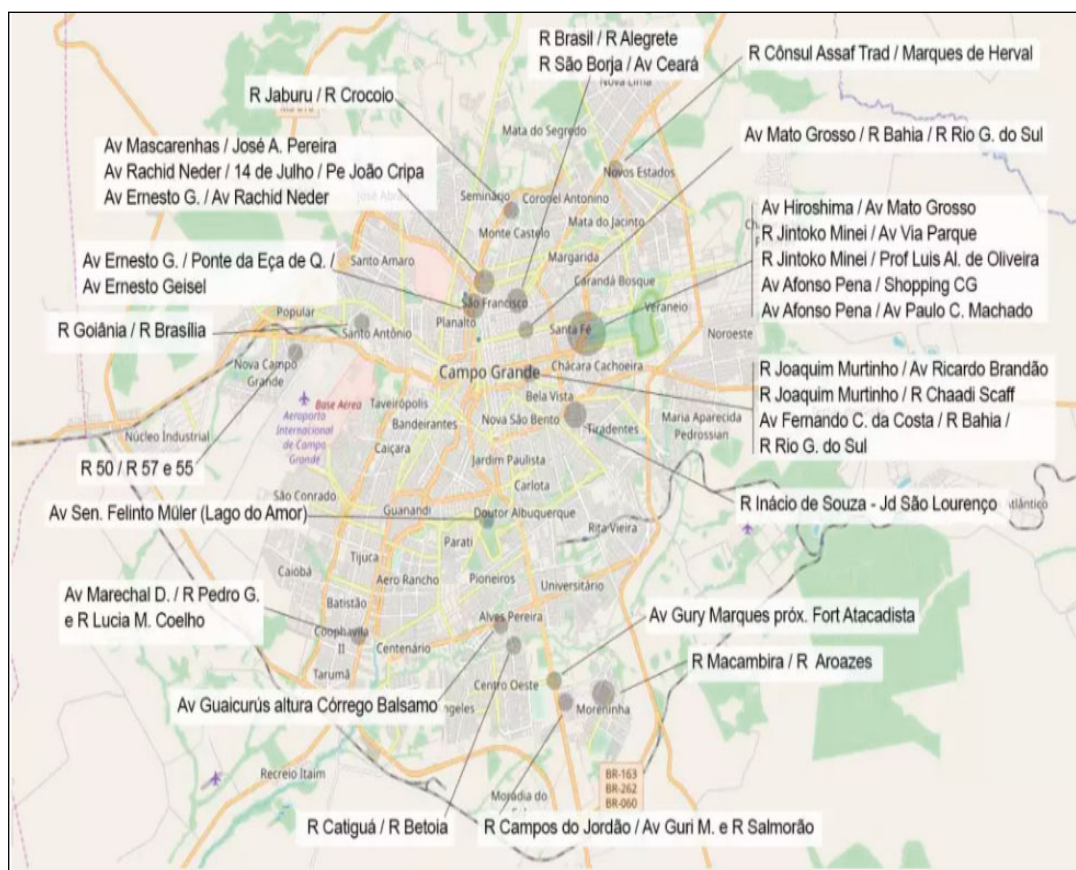 R Brasil / R Alegrete
R São Borja / Av Ceará
R Cônsul Assaf Trad / Marques de Herval
Nova Lima
R Jaburu / R Crocoio
Mata do Segredo
Av Mato Grosso / R Bahia / R Rio G. do Sul
Av Mascarenhas / José A. Pereira
Av Rachid Neder / 14 de Julho / Pe João Cripa
Av Ernesto G. / Av Rachid Neder
Novos Estados
Seminário
Coronel Antonino
Mata do Jacinto
Monte Castelo
Av Hiroshima / Av Mato Grosso
R Jintoko Minei / Av Via Parque
R Jintoko Minei / Prof Luis Al. de Oliveira
Av Afonso Pena / Shopping CG
Av Afonso Pena / Av Paulo C. Machado
Av Ernesto G. / Ponte da Eça de Q. /
Av Ernesto Geisel
Santo Amaro
Margarida
Carandá Bosque
Veraneio
São Francisco
Popular
Planalto
Santa Fé
Noroeste
R Goiânia / R Brasília
Santo Antônio
Nova Campo
Grande
Campo Grande
Chácara Cachoeira
R Joaquim Murtinho / Av Ricardo Brandão
R Joaquim Murtinho / R Chaadi Scaff
Av Fernando C. da Costa / R Bahia /
R Rio G. do Sul
Bela Vista
Base Aérea
Taveirópolis
Aeroporto
Internacional
de Campo
Grande
Bandeirantes
Nova São Bento
Tiradentes
Maria Aparecida
Pedrossian
Núcleo Industrial
Caiçara
Jardim Paulista
R 50 / R 57 e 55
Carlota
São Conrado
R Inácio de Souza - Jd São Lourenço
Av Sen. Felinto Müler (Lago do Amor)
Guanandi
Doutor Albuquerque
Rita Vieira
Parati
Tijuca
Caiobá
Aero Rancho
Pioneiros
Universitário
Av Marechal D. / R Pedro G.
e R Lucia M. Coelho
Batistão
Alves Pereira
Av Gury Marques próx. Fort Atacadista
Coophavila
II
Centenário
R Macambira / R Aroazes
Tarumã
Centro Oeste
Moreninha
Av Guaicurús altura Córrego Balsamo
Recreio Itaim
BR-163
BR-262
BR-060
Moradia do
R Catiguá / R Betoia
R Campos do Jordão / Av Guri M. e R Salmorão